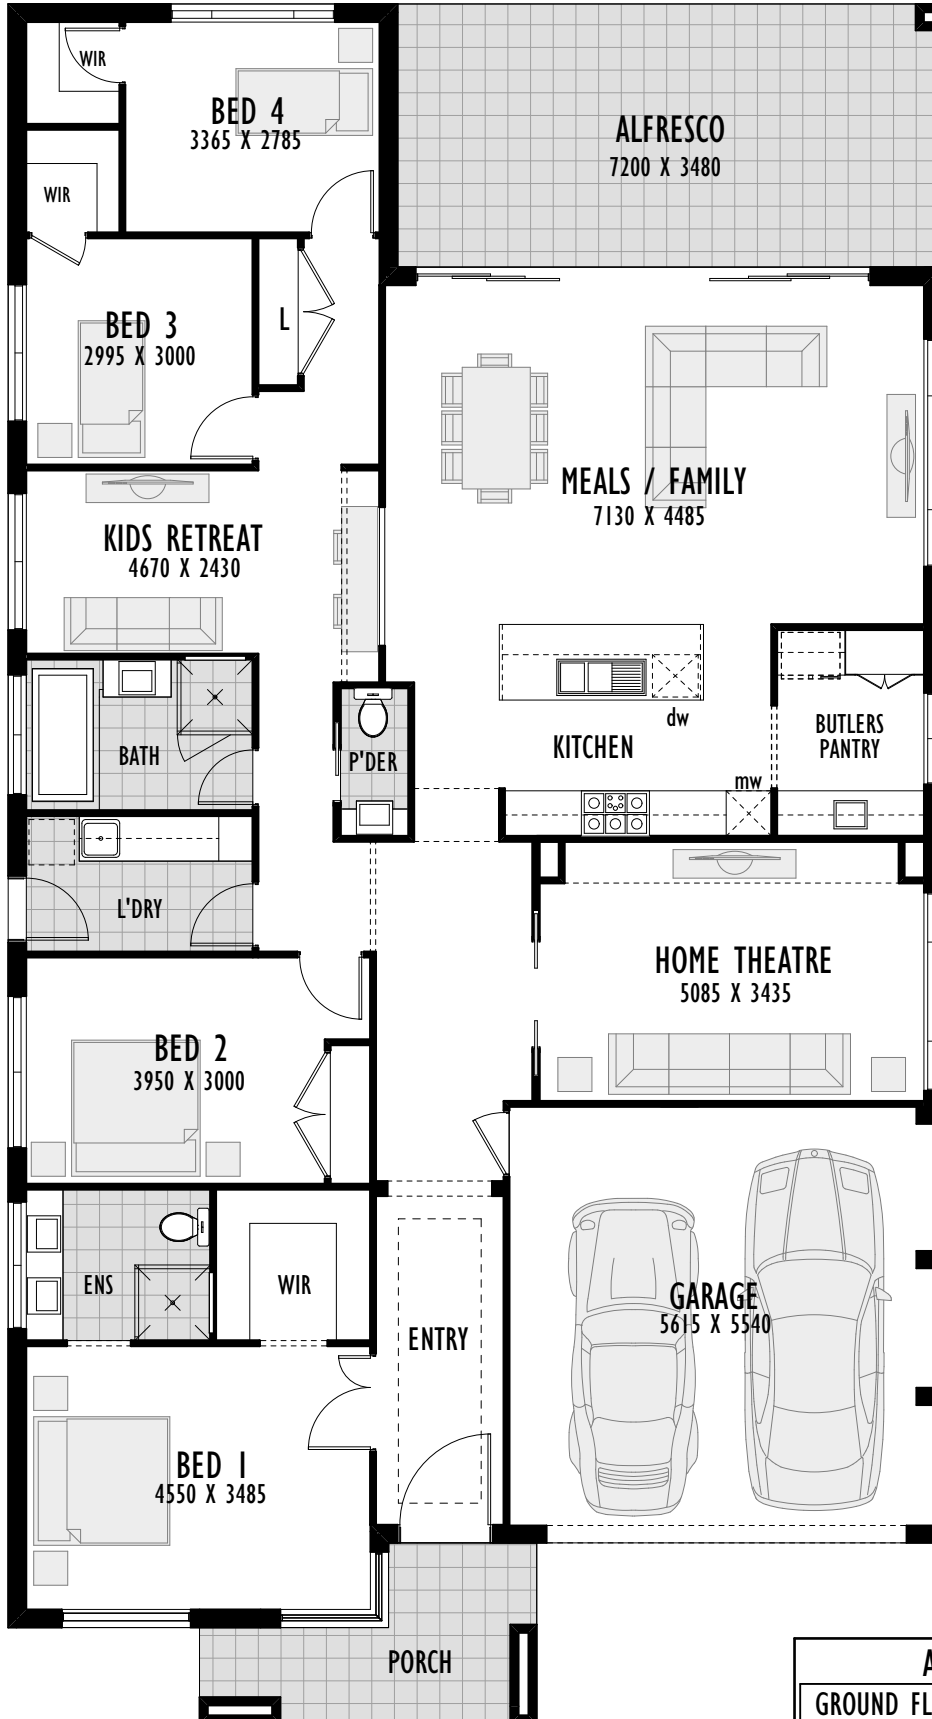 WIR
BED 4
3365 X 2785
ALFRESCO
7200 X 3480
WIR
BED 3
2995 X 3000
L
MEALS / FAMILY
7130 X 4485
KIDS RETREAT
4670 X 2430
dw
KITCHEN
BUTLERS
PANTRY
BATH
P'DER
mw
L'DRY
HOME THEATRE
5085 X 3435
BED 2
3950 X 3000
ENS
WIR
ENTRY
GARAGE
5615 X 5540
BED 1
4550 X 3485
PORCH
GROUND FL